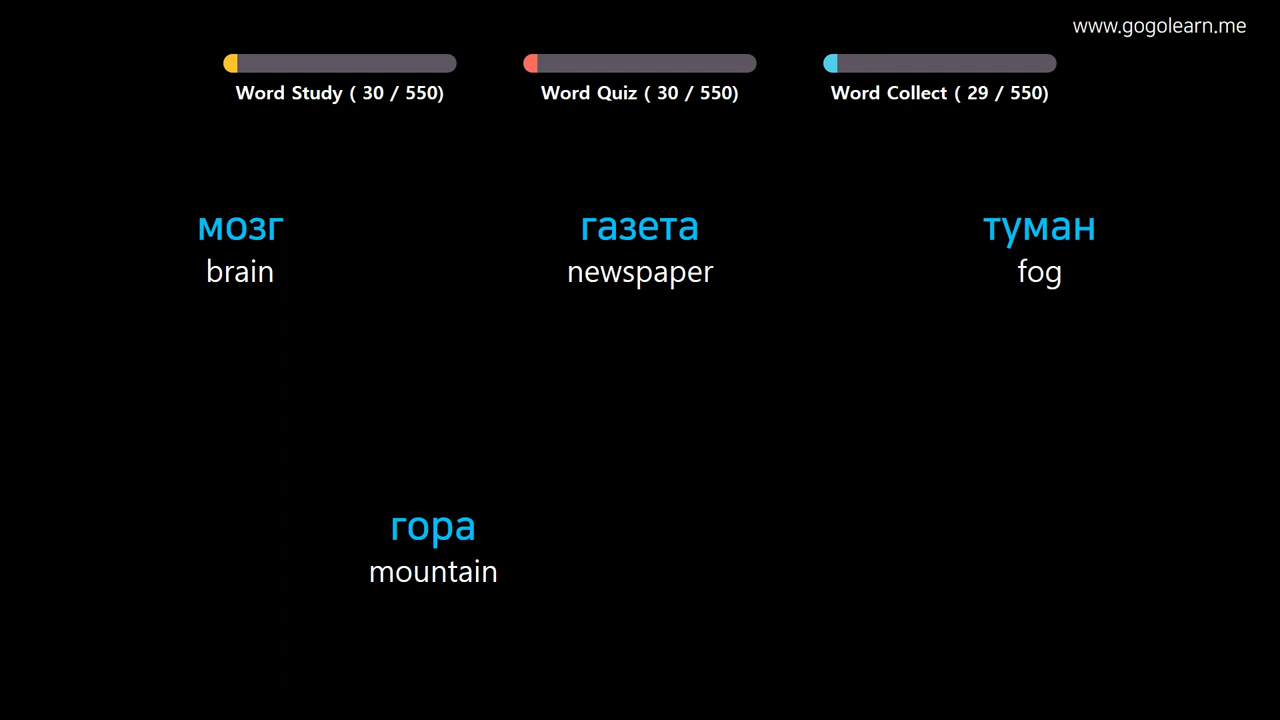 www.gogolearn.me
Word Study ( 30 / 550)
Word Quiz ( 30 / 550)
Word Collect ( 29 / 550)
мозг
brain
газета
newspaper
туман
fog
гора
mountain